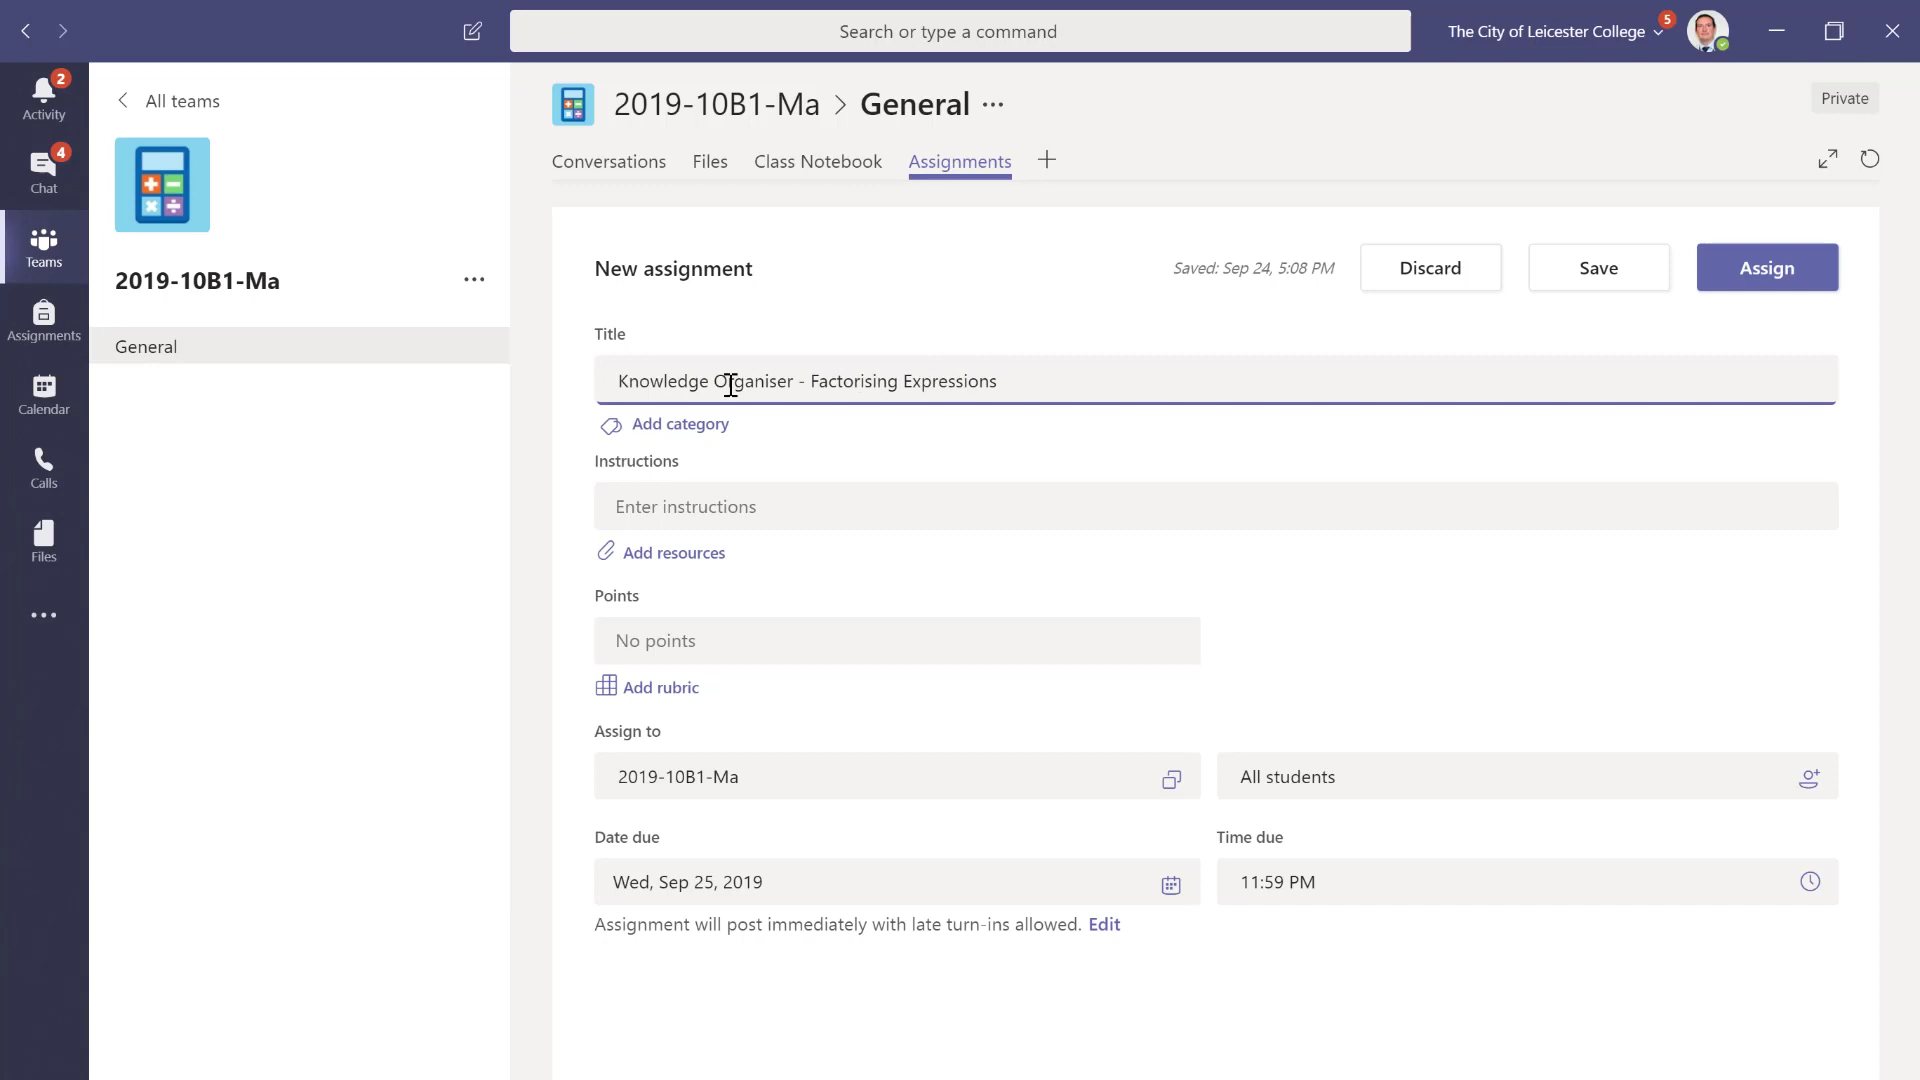 Search or type a command
The City of Leicester College
5
2
Activity
4
Chat
Teams
Assignments
Calendar
Calls
Files
All teams
2019-10B1-Ma
General
2019-10B1-Ma > General
Private
Conversations Files Class Notebook Assignments
New assignment
Saved: Sep 24, 5:08 PM
Discard
Save
Assign
Title
Knowledge Organiser - Factorising Expressions
Add category
Instructions
Enter instructions
Add resources
Points
No points
Add rubric
Assign to
2019-10B1-Ma
All students
Date due
Time due
Wed, Sep 25, 2019
11:59 PM
Assignment will post immediately with late turn-ins allowed. Edit